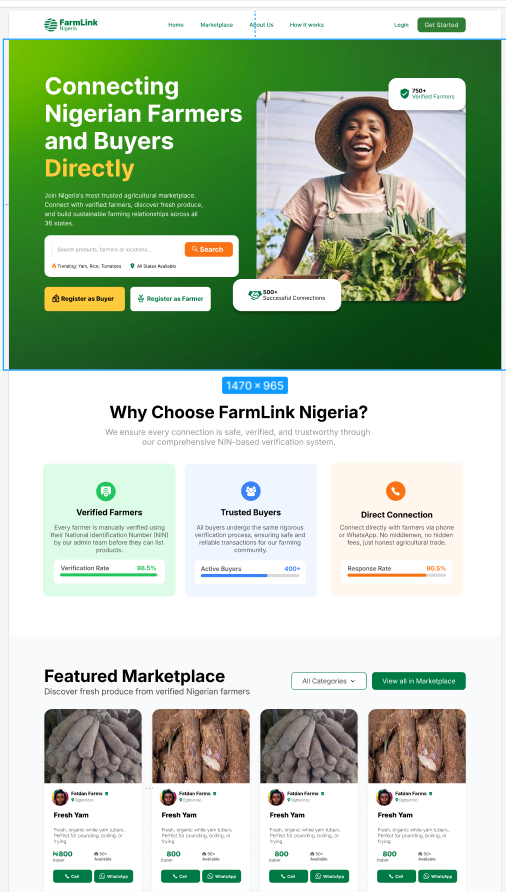 FarmLink
Nigeria
Home Marketplace About Us How it works
Login Get Started
Connecting
Nigerian Farmers
and Buyers
Directly
750+
Verified Farmers
Join Nigeria's most trusted agricultural marketplace.
Connect with verified farmers, discover fresh produce,
and build sustainable farming relationships across all
36 states.
Search products, farmers or locations... Search
Trending: Yam, Rice, Tomatoes All States Available
Register as Buyer Register as Farmer
500+
Successful Connections
1470 × 965
Why Choose FarmLink Nigeria?
We ensure every connection is safe, verified, and trustworthy through
our comprehensive NIN-based verification system.
Verified Farmers
Every farmer is manually verified using
their National Identification Number (NIN)
by our admin team before they can list
products.
Verification Rate 98.5%
Trusted Buyers
All buyers undergo the same rigorous
verification process, ensuring safe and
reliable transactions for our farming
community.
Active Buyers 400+
Direct Connection
Connect directly with farmers via phone
or WhatsApp. No middlemen, no hidden
fees, just honest agricultural trade.
Response Rate 90.5%
Featured Marketplace
Discover fresh produce from verified Nigerian farmers
All Categories View all in Marketplace
Fatdan Farms
Ogbomoso
Fresh Yam
Fresh, organic white yam tubers.
Perfect for pounding, boiling, or
frying.
₦800
/tuber
50+
Available
Call WhatsApp
Fatdan Farms
Ogbomoso
Fresh Yam
Fresh, organic white yam tubers.
Perfect for pounding, boiling, or
frying.
800
/tuber
50+
Available
Call WhatsApp
Fatdan Farms
Ogbomoso
Fresh Yam
Fresh, organic white yam tubers.
Perfect for pounding, boiling, or
frying.
800
/tuber
50+
Available
Call WhatsApp
Fatdan Farms
Ogbomoso
Fresh Yam
Fresh, organic white yam tubers.
Perfect for pounding, boiling, or
frying.
800
/tuber
50+
Available
Call WhatsApp